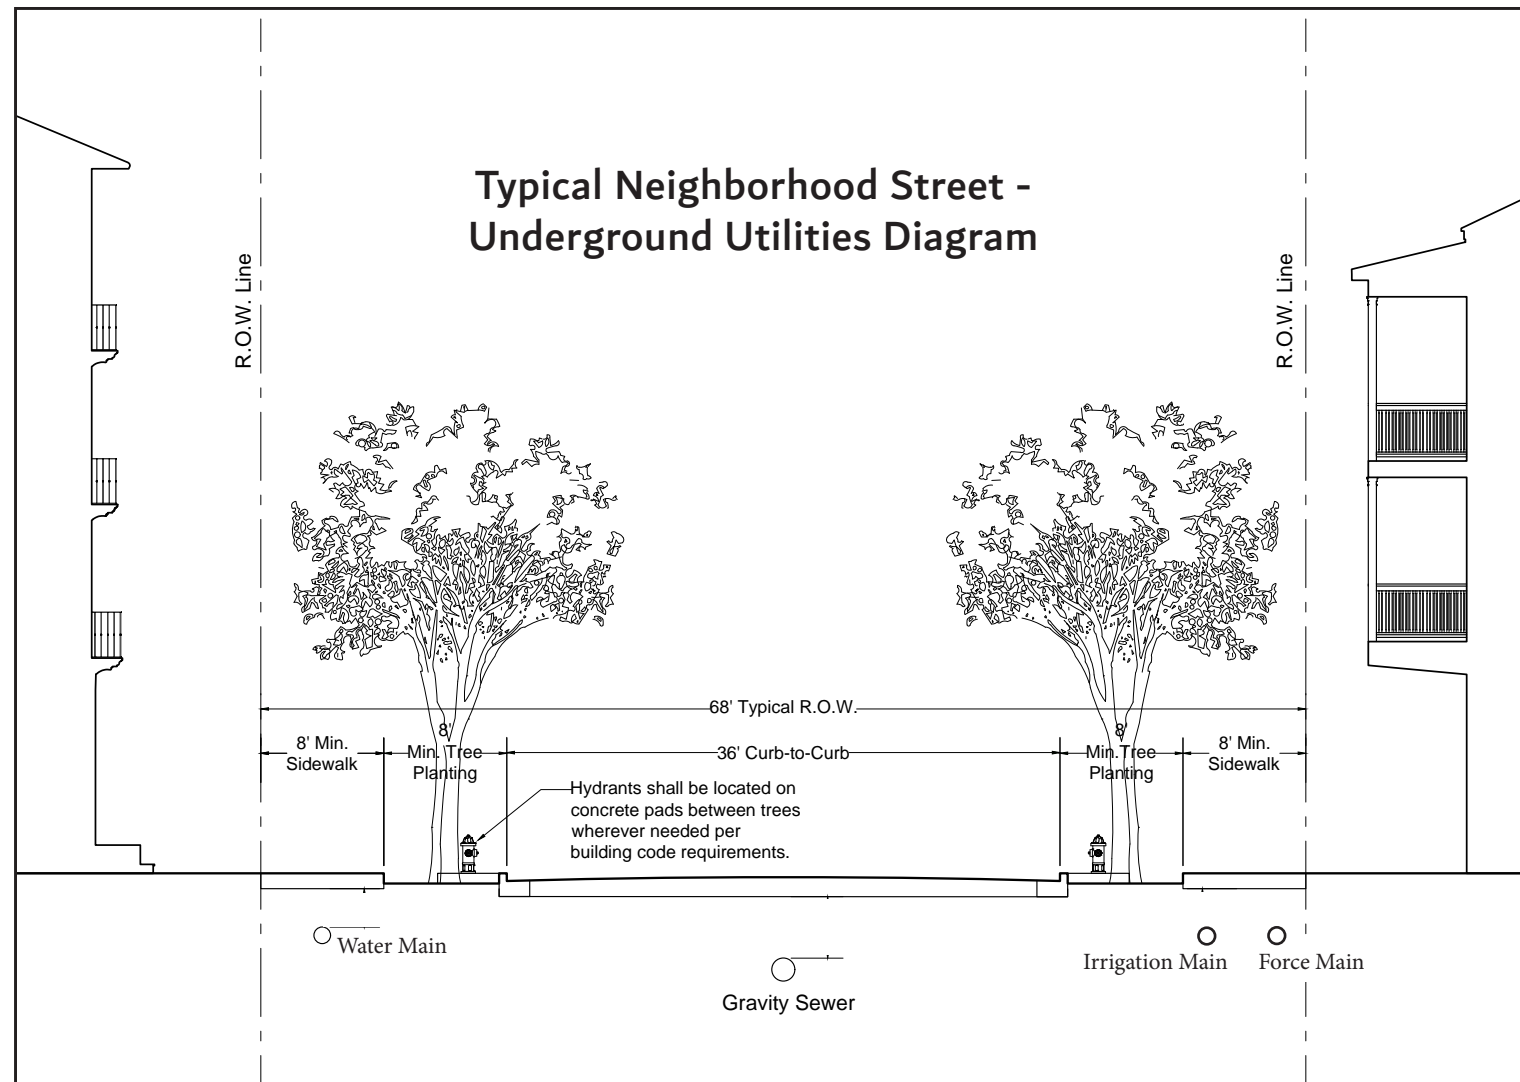 Typical Neighborhood Street -
Underground Utilities Diagram
R.O.W. Line
R.O.W. Line
68' Typical R.O.W.
8' Min.
Sidewalk
8'
Min. Tree
Planting
36' Curb-to-Curb
8'
Min.Tree
Planting
8' Min.
Sidewalk
Hydrants shall be located on
concrete pads between trees
wherever needed per
building code requirements.
Water Main
Gravity Sewer
Irrigation Main
Force Main